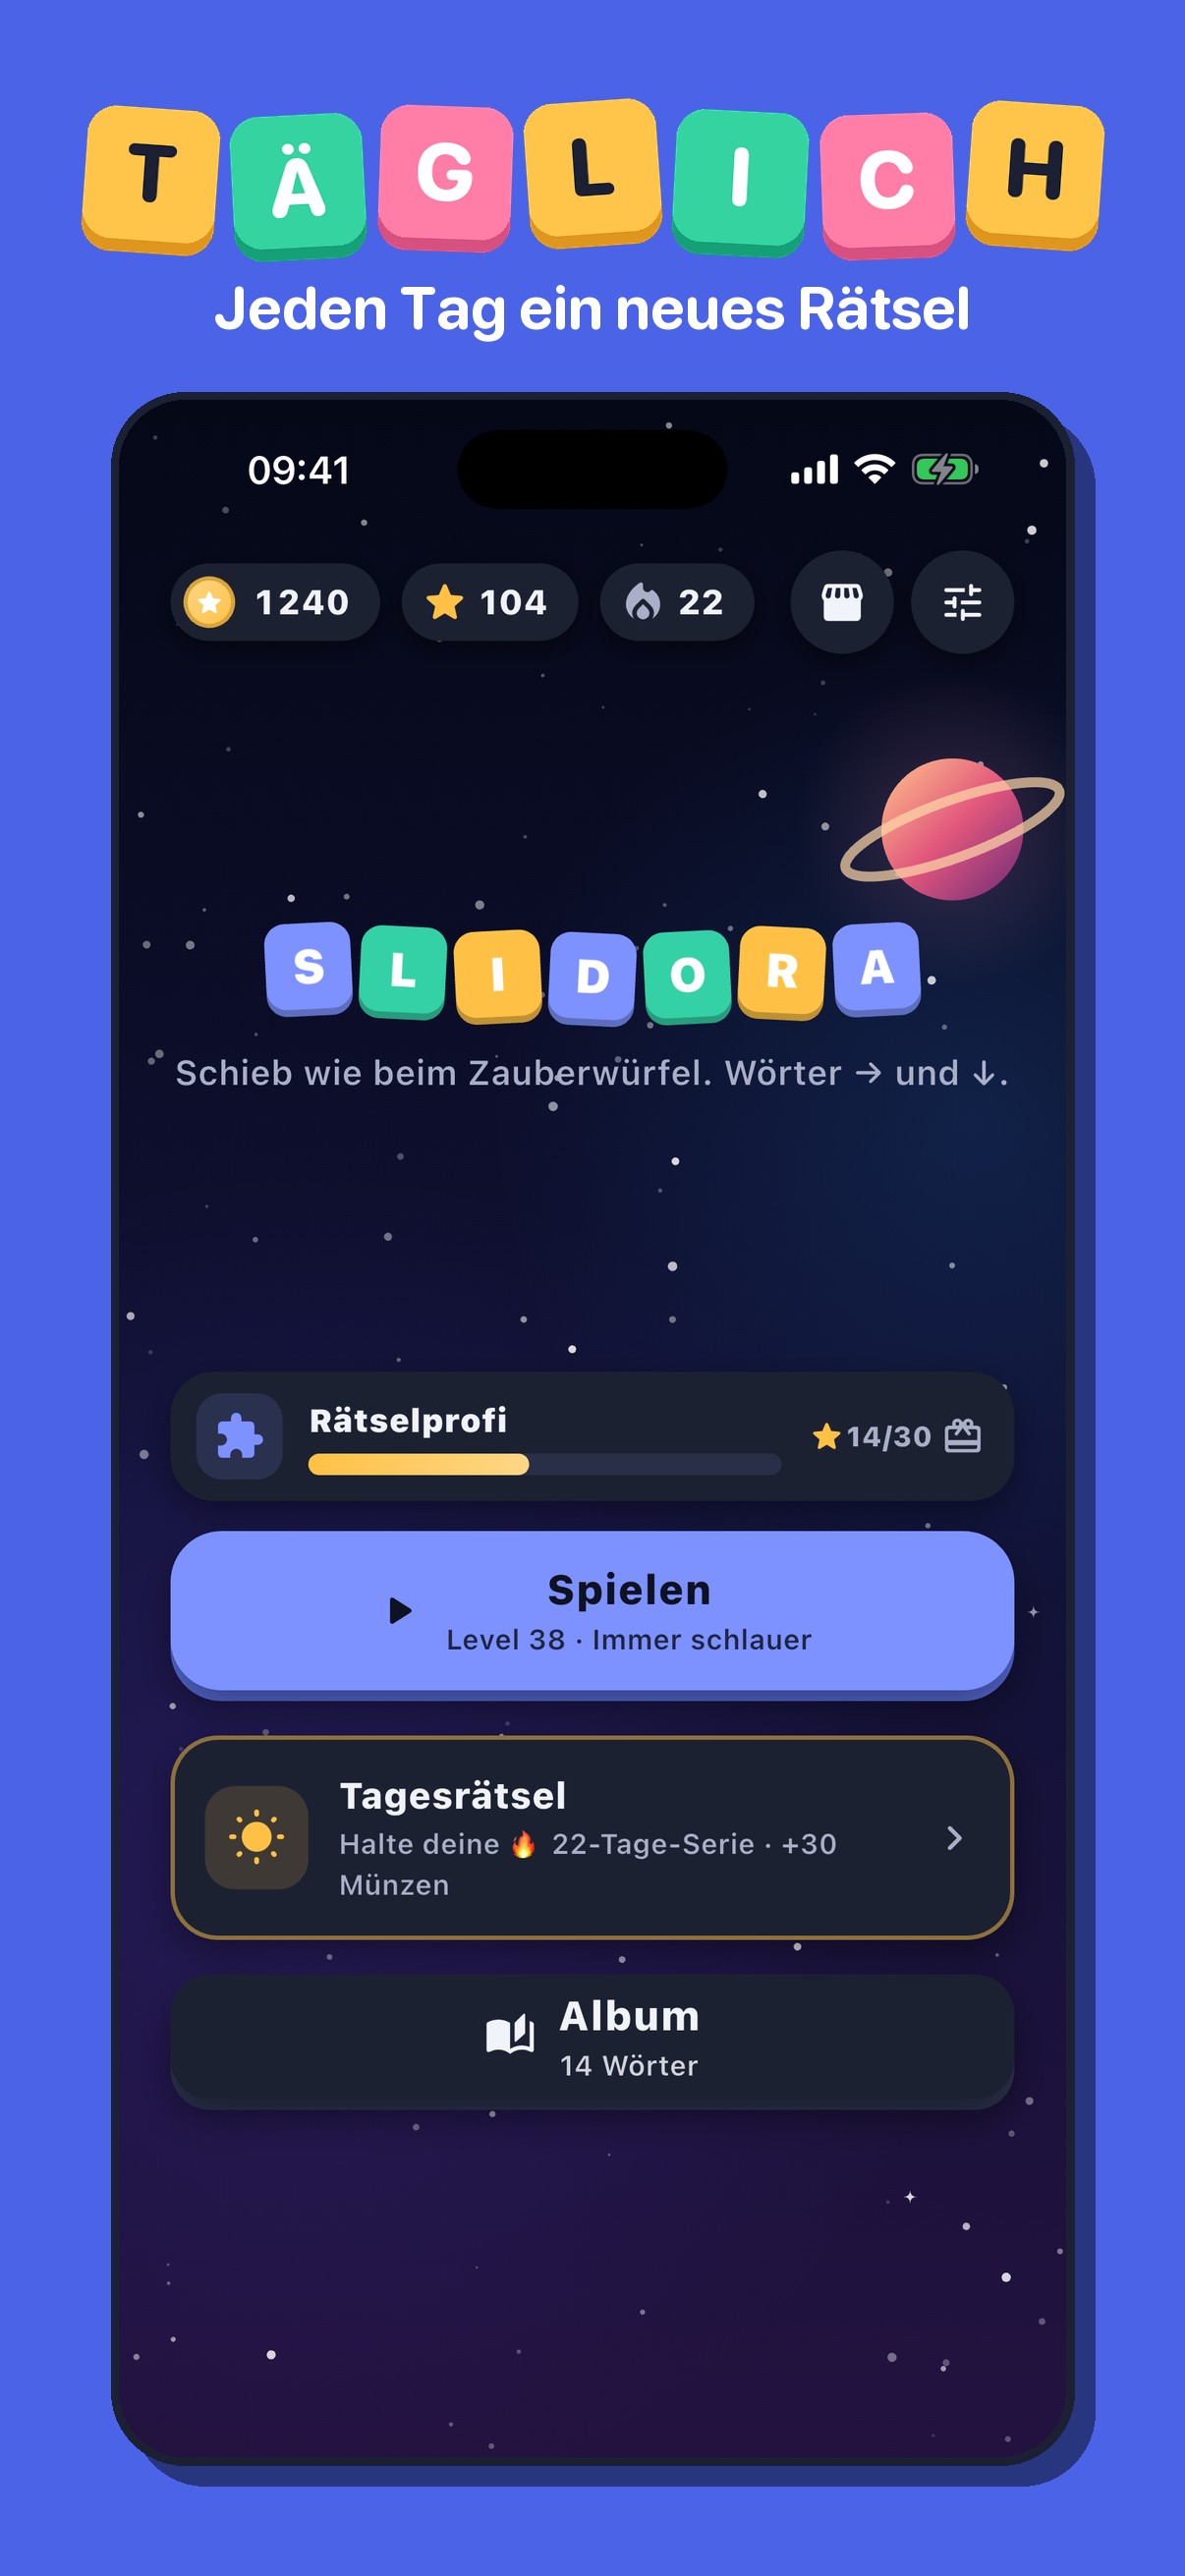 TÄGLICH
Jeden Tag ein neues Rätsel
09:41
1240 104 22
SLIDORA
Schieb wie beim Zauberwürfel. Wörter → und ↓.
Rätselprofi
14/30
Spielen
Level 38 · Immer schlauer
Tagesrätsel
Halte deine 🔥 22-Tage-Serie · +30
Münzen
Album
14 Wörter